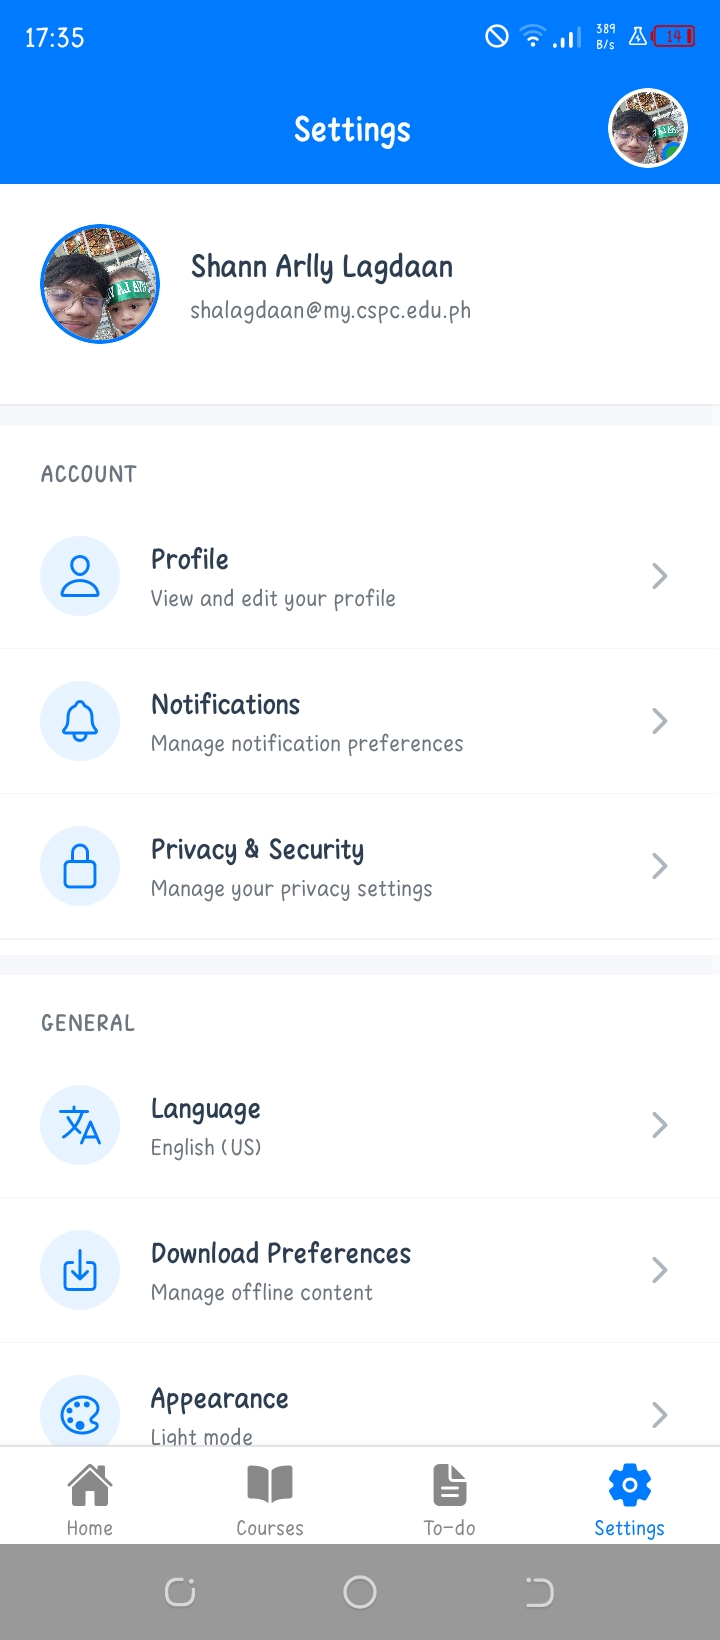 17:35
389
B/s
14
Settings
Shann Arlly Lagdaan
shalagdaan@my.cspc.edu.ph
ACCOUNT
Profile
View and edit your profile
Notifications
Manage notification preferences
Privacy & Security
Manage your privacy settings
GENERAL
Language
English (US)
Download Preferences
Manage offline content
Appearance
Light mode
Home
Courses
To-do
Settings